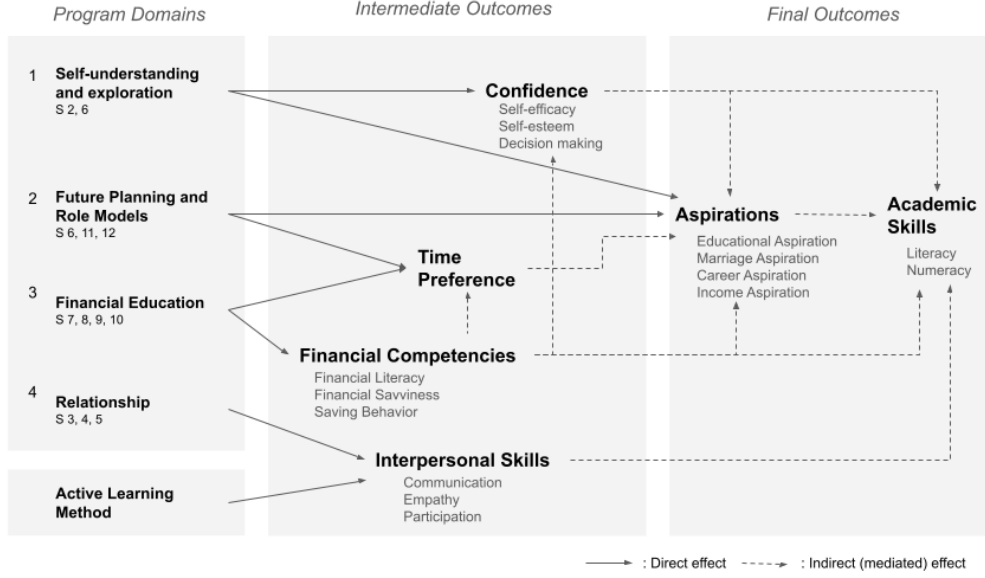 Program Domains
Intermediate Outcomes
Final Outcomes
1
Self-understanding
and exploration
S 2, 6
2
Future Planning and
Role Models
S 6, 11, 12
3
Financial Education
S 7, 8, 9, 10
4
Relationship
S 3, 4, 5
Active Learning
Method
Confidence
Self-efficacy
Self-esteem
Decision making
Time
Preference
Financial Competencies
Financial Literacy
Financial Savviness
Saving Behavior
Interpersonal Skills
Communication
Empathy
Participation
Aspirations
Educational Aspiration
Marriage Aspiration
Career Aspiration
Income Aspiration
Academic
Skills
Literacy
Numeracy
: Direct effect
: Indirect (mediated) effect